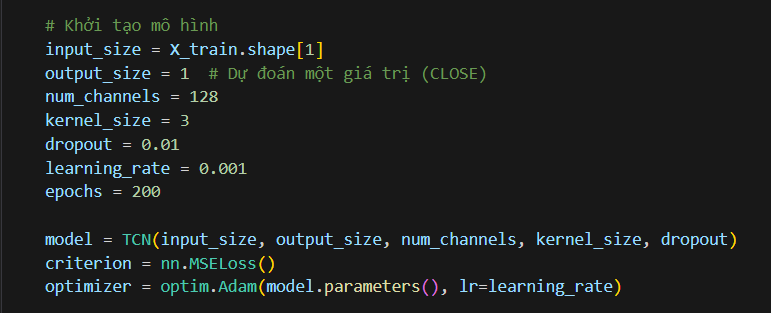 # Khởi tạo mô hình
input_size = X_train.shape[1]
output_size = 1  # Dự đoán một giá trị (CLOSE)
num_channels = 128
kernel_size = 3
dropout = 0.01
learning_rate = 0.001
epochs = 200
model = TCN(input_size, output_size, num_channels, kernel_size, dropout)
criterion = nn.MSELoss()
optimizer = optim.Adam(model.parameters(), lr=learning_rate)